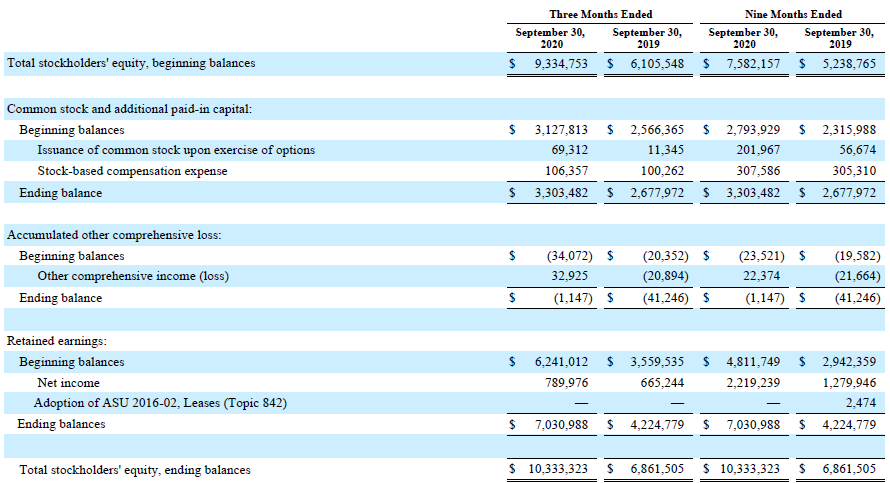 Three Months Ended Nine Months Ended
September 30, September 30, September 30, September 30,
2020 2019 2020 2019
Total stockholders' equity, beginning balances $ 9,334,753 $ 6,105,548 $ 7,582,157 $ 5,238,765
Common stock and additional paid-in capital:
Beginning balances $ 3,127,813 $ 2,566,365 $ 2,793,929 $ 2,315,988
Issuance of common stock upon exercise of options 69,312 11,345 201,967 56,674
Stock-based compensation expense 106,357 100,262 307,586 305,310
Ending balance $ 3,303,482 $ 2,677,972 $ 3,303,482 $ 2,677,972
Accumulated other comprehensive loss:
Beginning balances $ (34,072) $ (20,352) $ (23,521) $ (19,582)
Other comprehensive income (loss) 32,925 (20,894) 22,374 (21,664)
Ending balance $ (1,147) $ (41,246) $ (1,147) $ (41,246)
Retained earnings:
Beginning balances $ 6,241,012 $ 3,559,535 $ 4,811,749 $ 2,942,359
Net income 789,976 665,244 2,219,239 1,279,946
Adoption of ASU 2016-02, Leases (Topic 842) — — — 2,474
Ending balances $ 7,030,988 $ 4,224,779 $ 7,030,988 $ 4,224,779
Total stockholders' equity, ending balances $ 10,333,323 $ 6,861,505 $ 10,333,323 $ 6,861,505